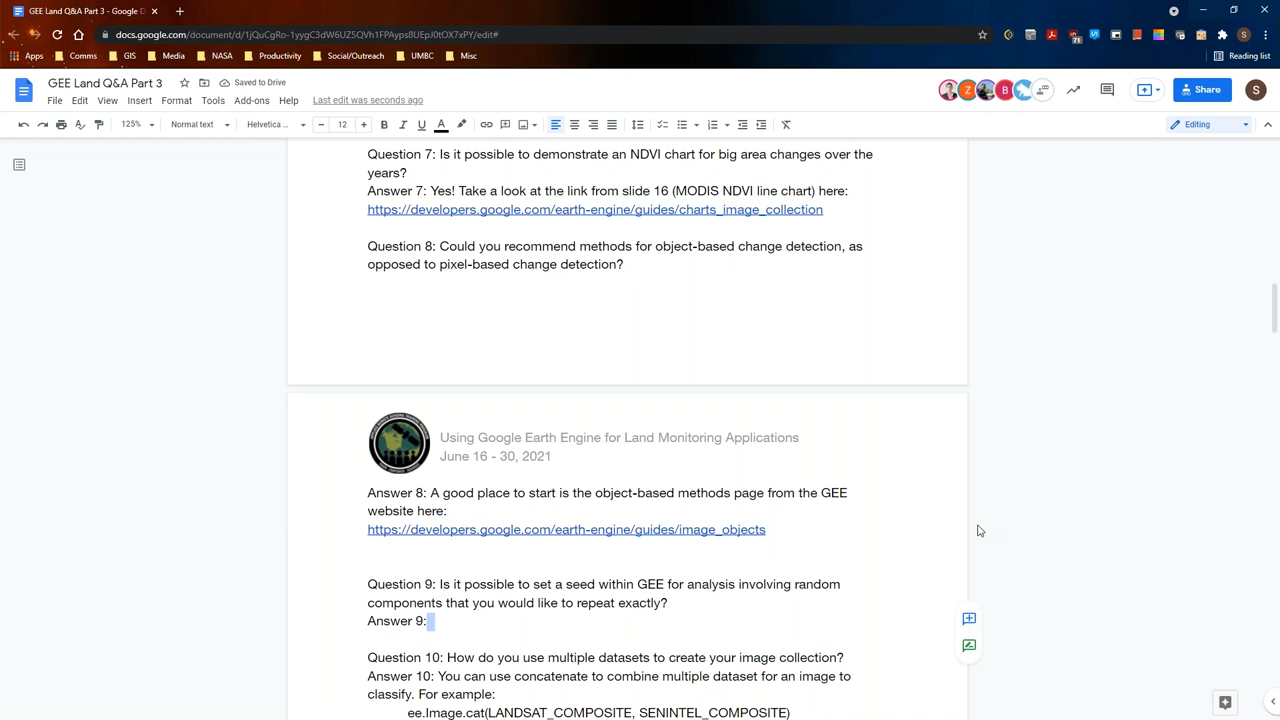 GEE Land Q&A Part 3 - Google D
docs.google.com/document/d/1jQuCgRo-1yygC3dW6UZ5QVh1FPAyps8UEpJ0tOX7xPY/edit#
Apps Comms GIS Media NASA Productivity Social/Outreach UMBC Misc Reading list
GEE Land Q&A Part 3 Saved to Drive
File Edit View Insert Format Tools Add-ons Help Last edit was seconds ago
Share
S
125% Normal text Helvetica ... 12 Editing
Question 7: Is it possible to demonstrate an NDVI chart for big area changes over the
years?
Answer 7: Yes! Take a look at the link from slide 16 (MODIS NDVI line chart) here:
https://developers.google.com/earth-engine/guides/charts_image_collection
Question 8: Could you recommend methods for object-based change detection, as
opposed to pixel-based change detection?
Using Google Earth Engine for Land Monitoring Applications
June 16 - 30, 2021
Answer 8: A good place to start is the object-based methods page from the GEE
website here:
https://developers.google.com/earth-engine/guides/image_objects
Question 9: Is it possible to set a seed within GEE for analysis involving random
components that you would like to repeat exactly?
Answer 9:
Question 10: How do you use multiple datasets to create your image collection?
Answer 10: You can use concatenate to combine multiple dataset for an image to
classify. For example:
ee.Image.cat(LANDSAT_COMPOSITE, SENINTEL_COMPOSITE)